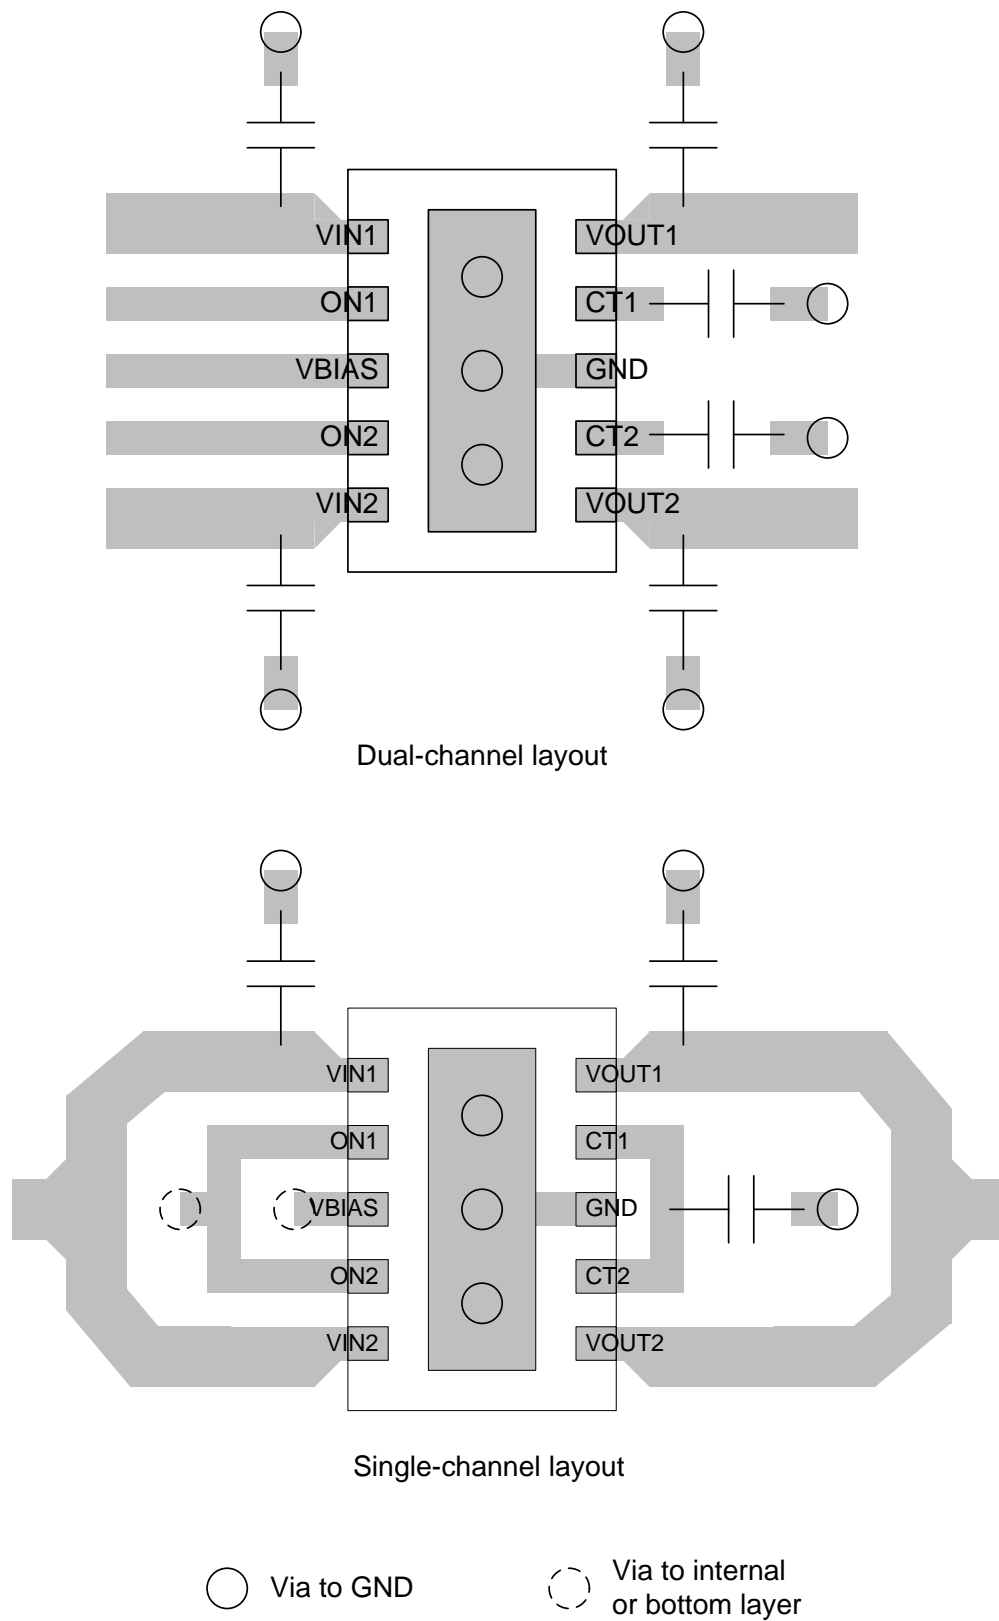 VIN1 VOUT1
ON1 CT1
VBIAS GND
ON2 CT2
VIN2 VOUT2
Dual-channel layout
VIN1 VOUT1
ON1 CT1
VBIAS GND
ON2 CT2
VIN2 VOUT2
Single-channel layout
Via to GND
Via to internal
or bottom layer